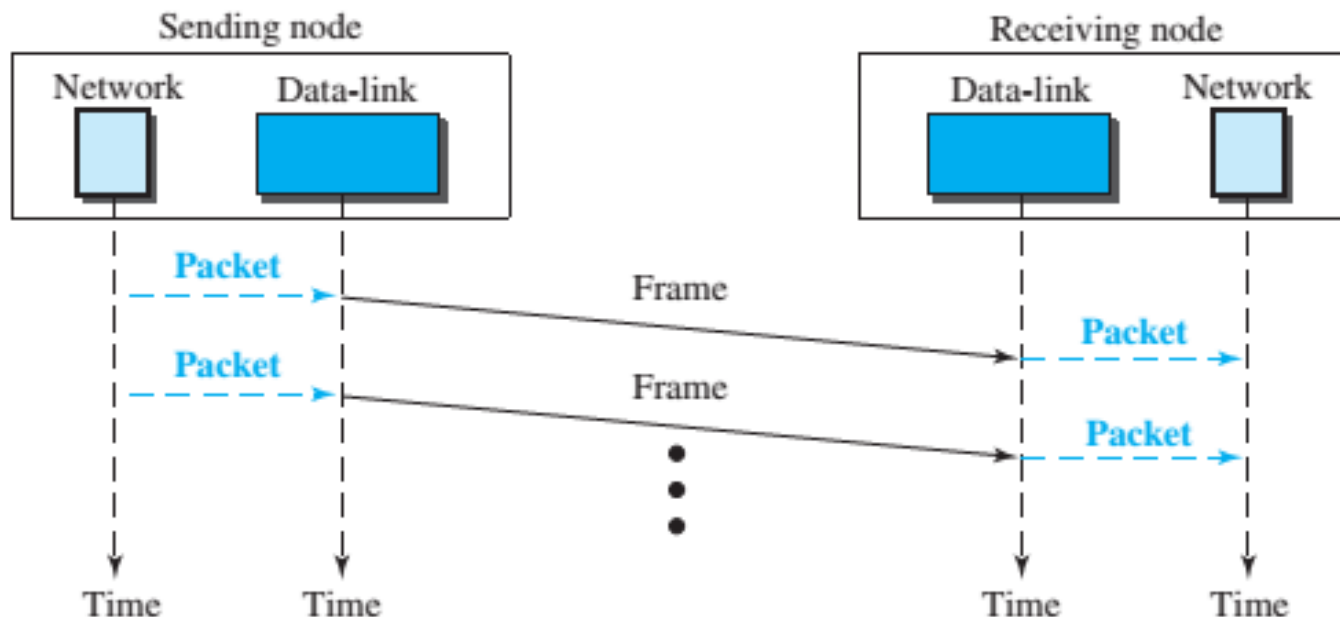 Sending node
Receiving node
Network
Data-link
Data-link
Network
Packet
Frame
Packet
Packet
Frame
Packet
Time
Time
Time
Time